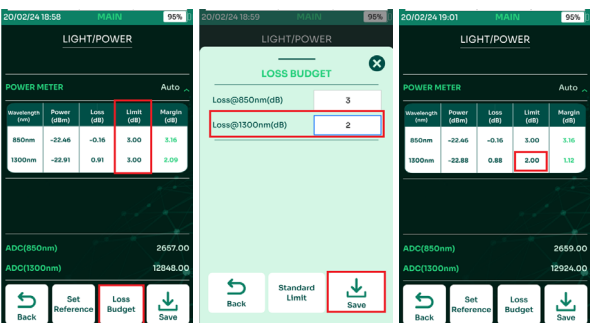 20/02/24 18:58 MAIN 95%
LIGHT/POWER
POWER METER Auto
Wavelength (nm) Power (dBm) Loss (dB) Limit (dB) Margin (dB)
850nm -22.46 -0.16 3.00 3.16
1300nm -22.91 0.91 3.00 2.09
ADC(850nm) 2657.00
ADC(1300nm) 12848.00
Back Set Reference Loss Budget Save
20/02/24 18:59 MAIN 95%
LIGHT/POWER
LOSS BUDGET
Loss@850nm(dB) 3
Loss@1300nm(dB) 2
Back Standard Limit Save
20/02/24 19:01 MAIN 95%
LIGHT/POWER
POWER METER Auto
Wavelength (nm) Power (dBm) Loss (dB) Limit (dB) Margin (dB)
850nm -22.46 -0.16 3.00 3.16
1300nm -22.88 0.88 2.00 1.12
ADC(850nm) 2659.00
ADC(1300nm) 12924.00
Back Set Reference Loss Budget Save